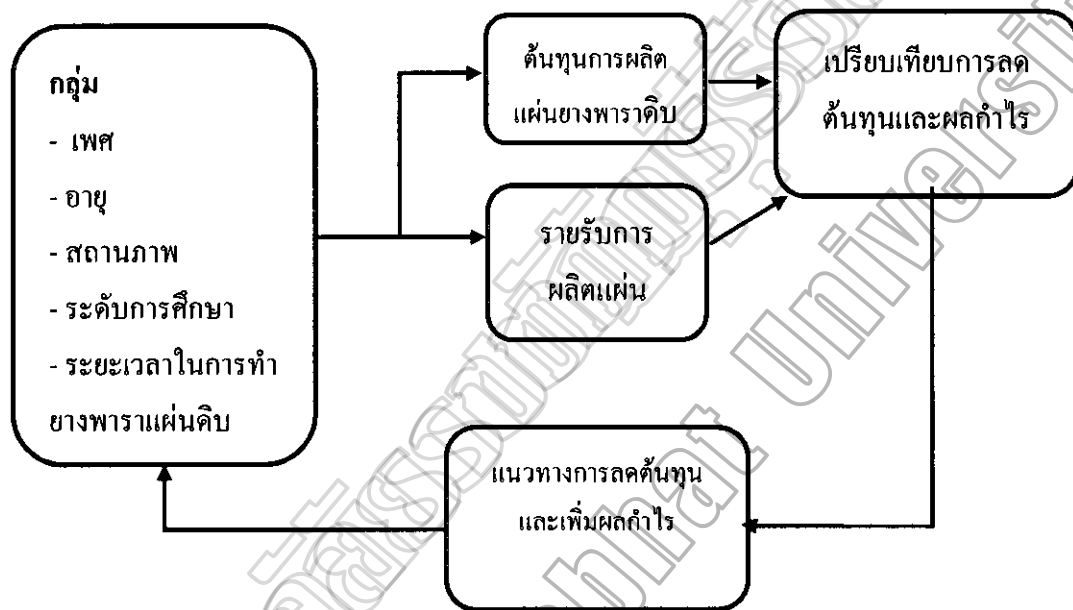 กลุ่ม
- เพศ
- อายุ
- สถานภาพ
- ระดับการศึกษา
- ระยะเวลาในการทำ
ยางพาราแผ่นดิบ
ต้นทุนการผลิต
แผ่นยางพาราดิบ
รายรับการ
ผลิตแผ่น
เปรียบเทียบการลด
ต้นทุนและผลกำไร
แนวทางการลดต้นทุน
และเพิ่มผลกำไร
Universit
bhat